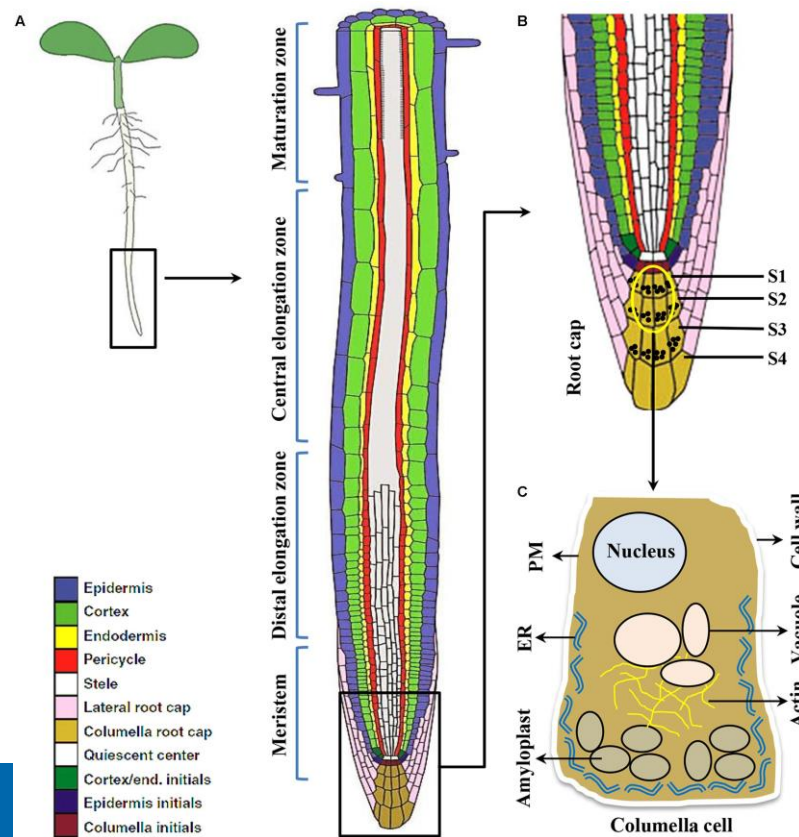 A
Maturation zone
Central elongation zone
Distal elongation zone
Meristem
Epidermis
Cortex
Endodermis
Pericycle
Stele
Lateral root cap
Columella root cap
Quiescent center
Cortex/end. initials
Epidermis initials
Columella initials
B
S1
S2
S3
S4
Root cap
C
Nucleus
PM
ER
Amyloplast
Cell wall
Vacuole
Actin
Columella cell